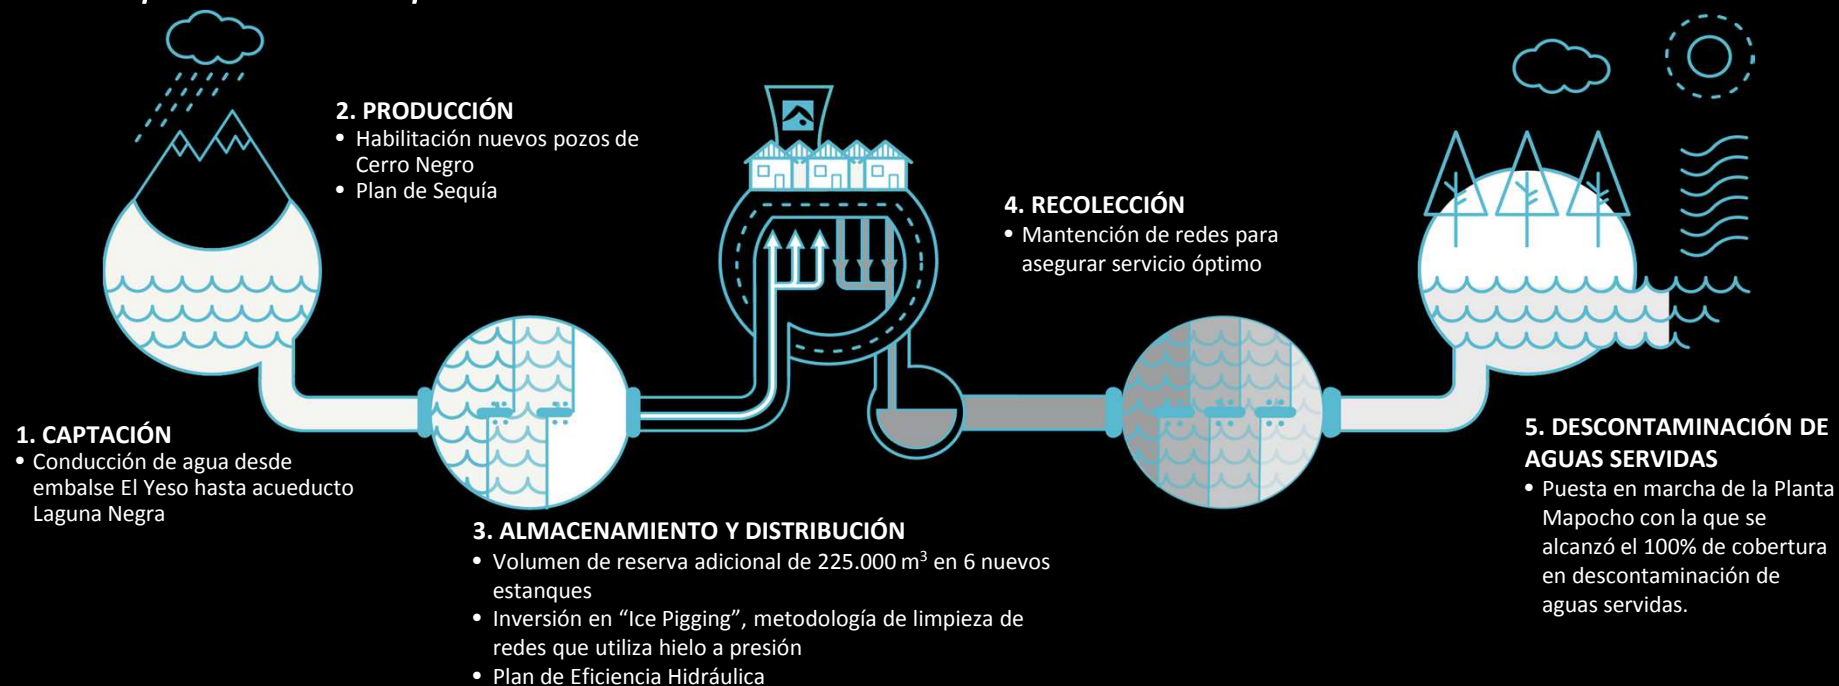 1. CAPTACIÓN
• Conducción de agua desde
embalse El Yeso hasta acueducto
Laguna Negra
2. PRODUCCIÓN
• Habilitación nuevos pozos de
Cerro Negro
• Plan de Sequía
3. ALMACENAMIENTO Y DISTRIBUCIÓN
• Volumen de reserva adicional de 225.000 m³ en 6 nuevos
estanques
• Inversión en “Ice Pigging”, metodología de limpieza de
redes que utiliza hielo a presión
• Plan de Eficiencia Hidráulica
4. RECOLECCIÓN
• Mantención de redes para
asegurar servicio óptimo
5. DESCONTAMINACIÓN DE
AGUAS SERVIDAS
• Puesta en marcha de la Planta
Mapocho con la que se
alcanzó el 100% de cobertura
en descontaminación de
aguas servidas.